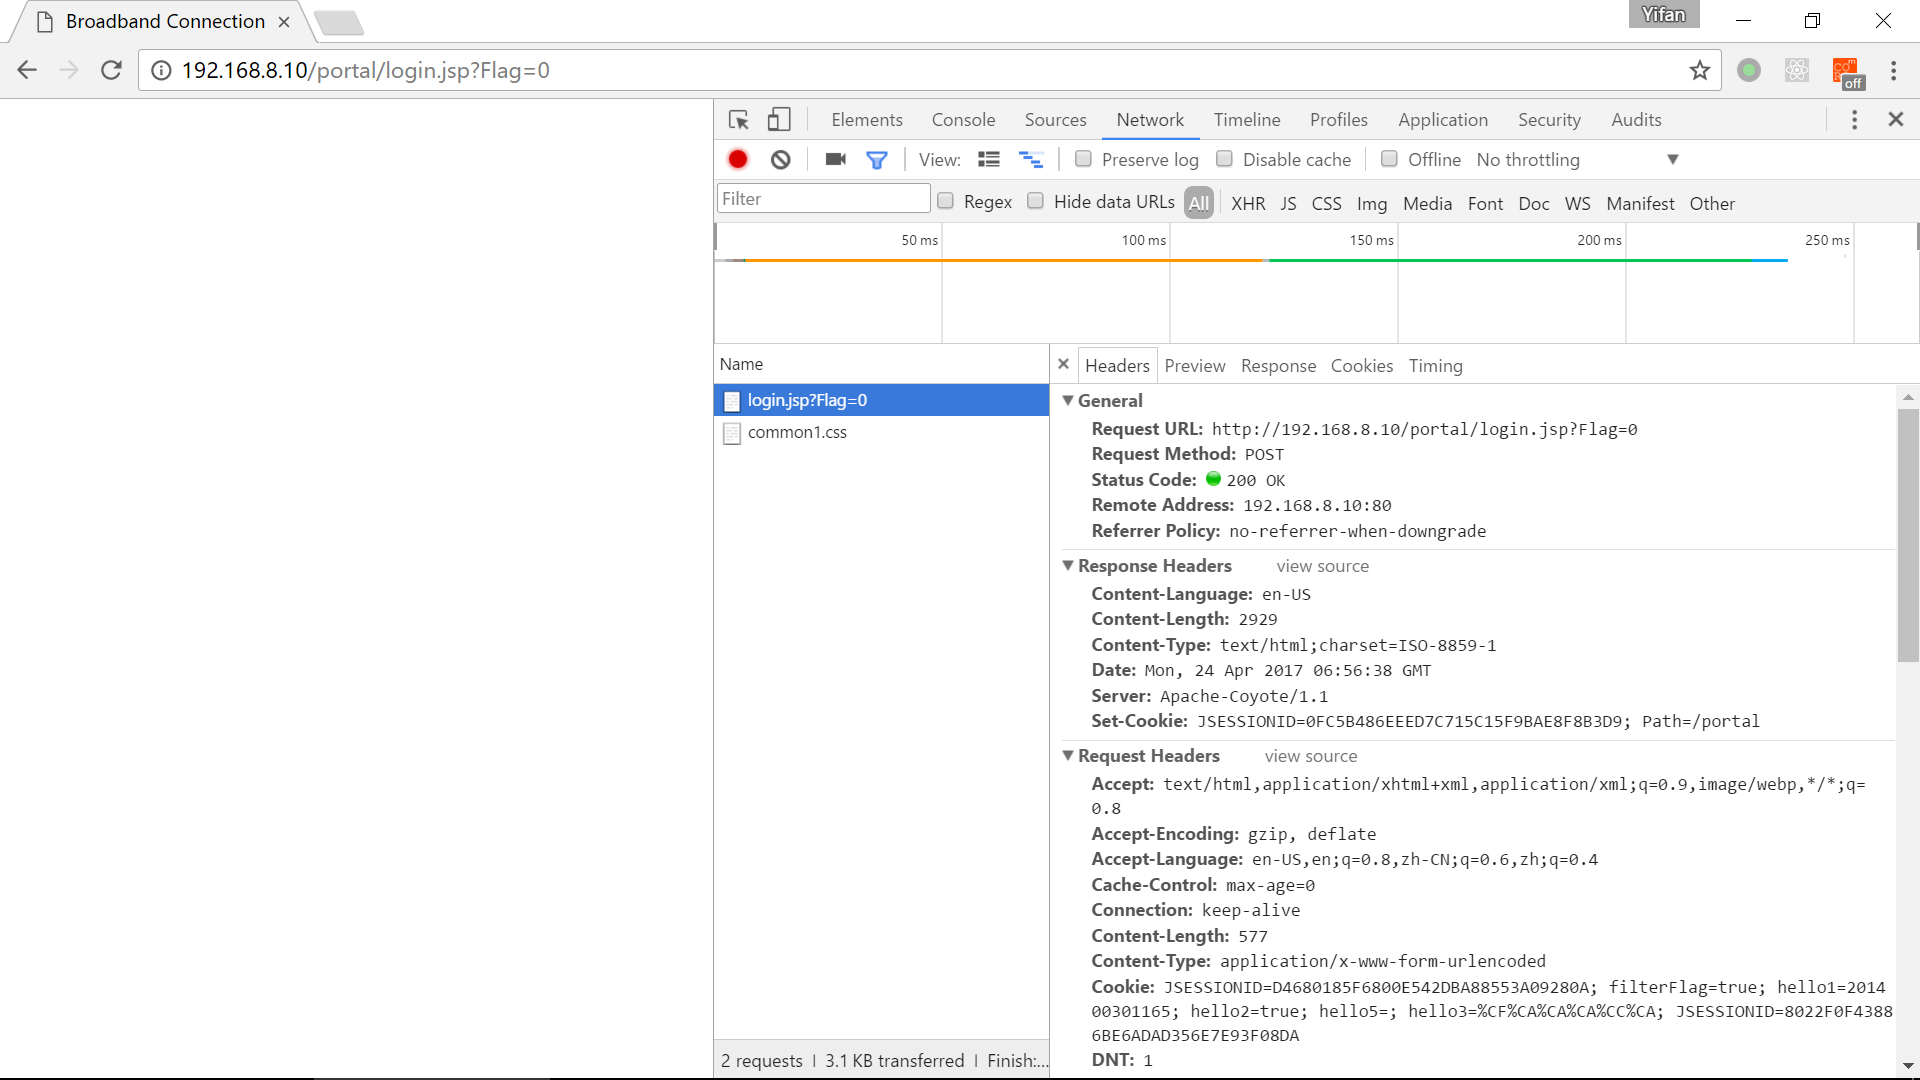 Broadband Connection
Yifan
192.168.8.10/portal/login.jsp?Flag=0
off
Elements Console Sources Network Timeline Profiles Application Security Audits
View: Preserve log Disable cache Offline No throttling
Filter Regex Hide data URLs All XHR JS CSS Img Media Font Doc WS Manifest Other
50 ms 100 ms 150 ms 200 ms 250 ms
Name
Headers Preview Response Cookies Timing
login.jsp?Flag=0
common1.css
General
Request URL: http://192.168.8.10/portal/login.jsp?Flag=0
Request Method: POST
Status Code: 200 OK
Remote Address: 192.168.8.10:80
Referrer Policy: no-referrer-when-downgrade
Response Headers view source
Content-Language: en-US
Content-Length: 2929
Content-Type: text/html;charset=ISO-8859-1
Date: Mon, 24 Apr 2017 06:56:38 GMT
Server: Apache-Coyote/1.1
Set-Cookie: JSESSIONID=0FC5B486EEED7C715C15F9BAE8F8B3D9; Path=/portal
Request Headers view source
Accept: text/html,application/xhtml+xml,application/xml;q=0.9,image/webp,*/*;q=
0.8
Accept-Encoding: gzip, deflate
Accept-Language: en-US,en;q=0.8,zh-CN;q=0.6,zh;q=0.4
Cache-Control: max-age=0
Connection: keep-alive
Content-Length: 577
Content-Type: application/x-www-form-urlencoded
Cookie: JSESSIONID=D4680185F6800E542DBA88553A09280A; filterFlag=true; hello1=2014
00301165; hello2=true; hello5=; hello3=%CF%CA%CA%CA%CC%CA; JSESSIONID=8022F0F4388
6BE6ADAD356E7E93F08DA
DNT: 1
2 requests | 3.1 KB transferred | Finish:...